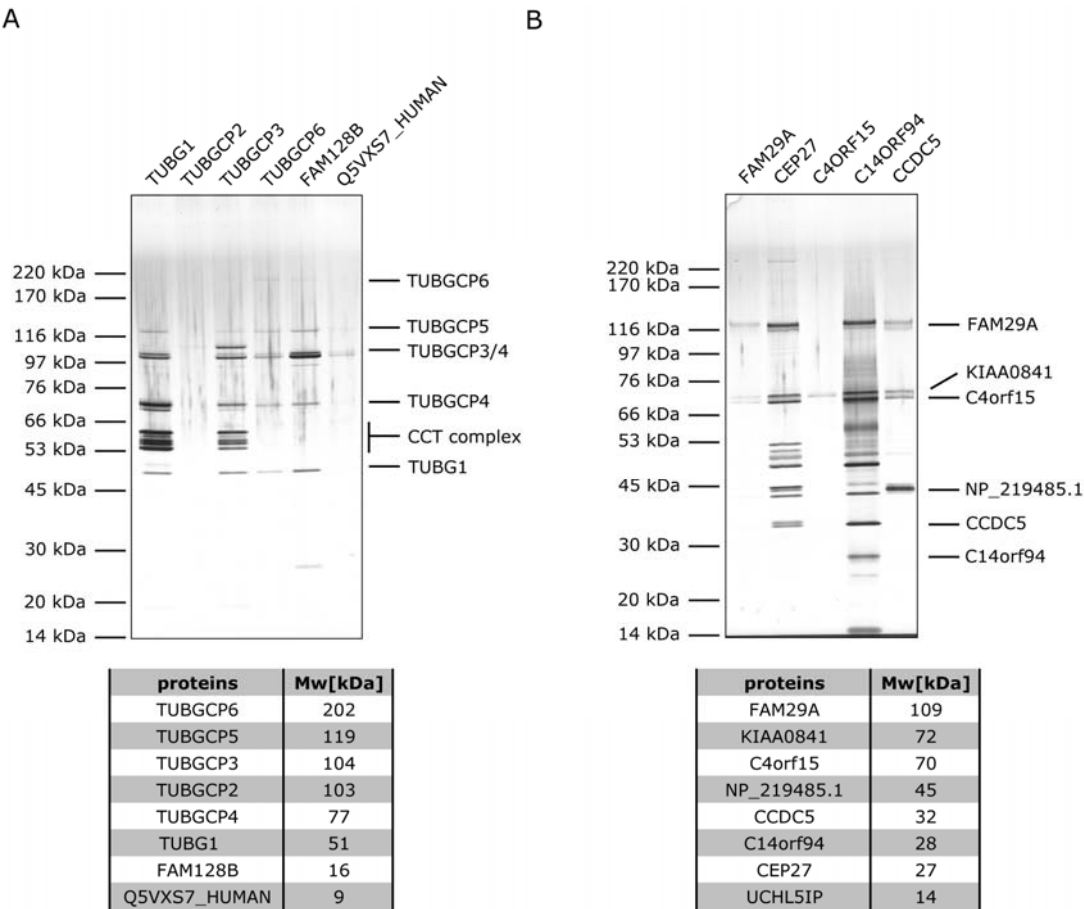 A
TUBG1
TUBGCP2
TUBGCP3
TUBGCP6
FAM128B
Q5VXS7_HUMAN
220 kDa
170 kDa
116 kDa
97 kDa
76 kDa
66 kDa
53 kDa
45 kDa
30 kDa
20 kDa
14 kDa
TUBGCP6
TUBGCP5
TUBGCP3/4
TUBGCP4
CCT complex
TUBG1
proteins Mw[kDa]
TUBGCP6 202
TUBGCP5 119
TUBGCP3 104
TUBGCP2 103
TUBGCP4 77
TUBG1 51
FAM128B 16
Q5VXS7_HUMAN 9
B
FAM29A
CEP27
C4ORF15
C14ORF94
CCDC5
220 kDa
170 kDa
116 kDa
97 kDa
76 kDa
66 kDa
53 kDa
45 kDa
30 kDa
20 kDa
14 kDa
FAM29A
KIAA0841
C4orf15
NP_219485.1
CCDC5
C14orf94
proteins Mw[kDa]
FAM29A 109
KIAA0841 72
C4orf15 70
NP_219485.1 45
CCDC5 32
C14orf94 28
CEP27 27
UCHL5IP 14